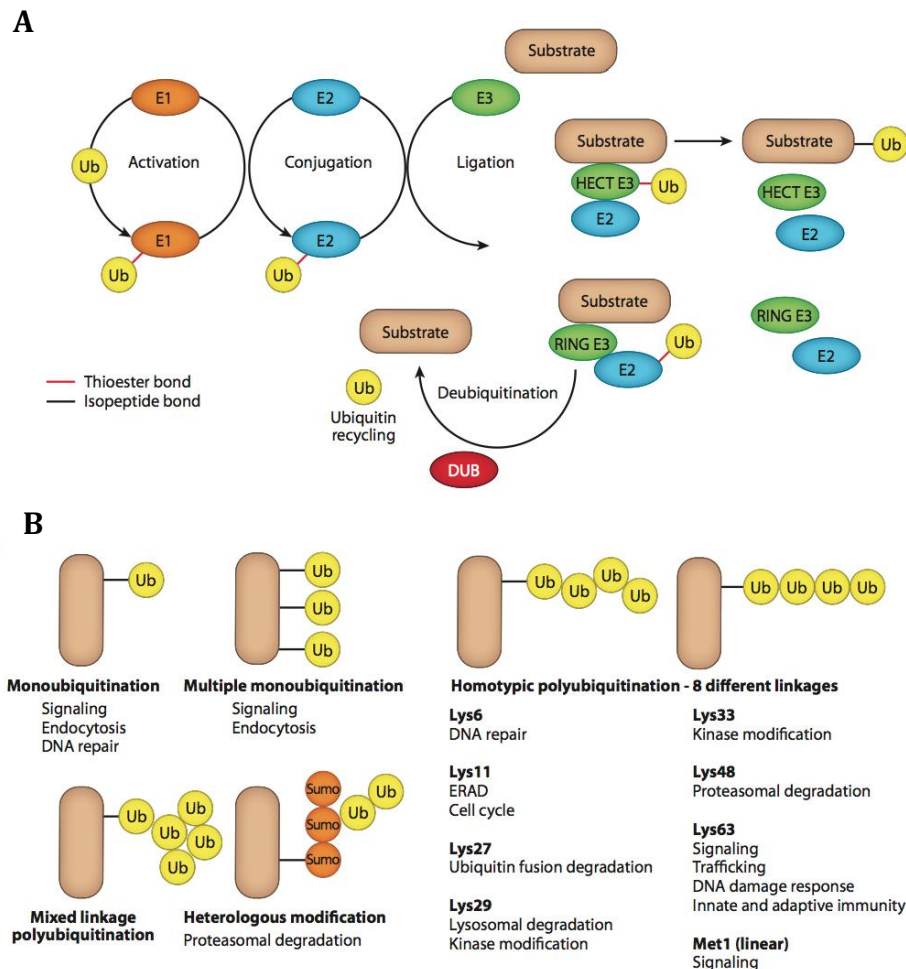 A
Substrate
E1
E2
E3
Ub
Activation
Conjugation
Ligation
E1
Ub
E2
Ub
Substrate
HECT E3
Ub
E2
Substrate
Ub
HECT E3
E2
Substrate
RING E3
Ub
E2
RING E3
E2
Substrate
Ub
Ubiquitin
recycling
Deubiquitination
DUB
Thioester bond
Isopeptide bond
B
Ub
Monoubiquitination
Signaling
Endocytosis
DNA repair
Ub
Ub
Ub
Multiple monoubiquitination
Signaling
Endocytosis
Ub
Ub
Ub
Ub
Ub
Ub
Mixed linkage
polyubiquitination
Sumo
Sumo
Sumo
Ub
Ub
Heterologous modification
Proteasomal degradation
Ub
Ub
Ub
Ub
Ub Ub Ub Ub
Homotypic polyubiquitination - 8 different linkages
Lys6
DNA repair
Lys11
ERAD
Cell cycle
Lys27
Ubiquitin fusion degradation
Lys29
Lysosomal degradation
Kinase modification
Lys33
Kinase modification
Lys48
Proteasomal degradation
Lys63
Signaling
Trafficking
DNA damage response
Innate and adaptive immunity
Met1 (linear)
Signaling